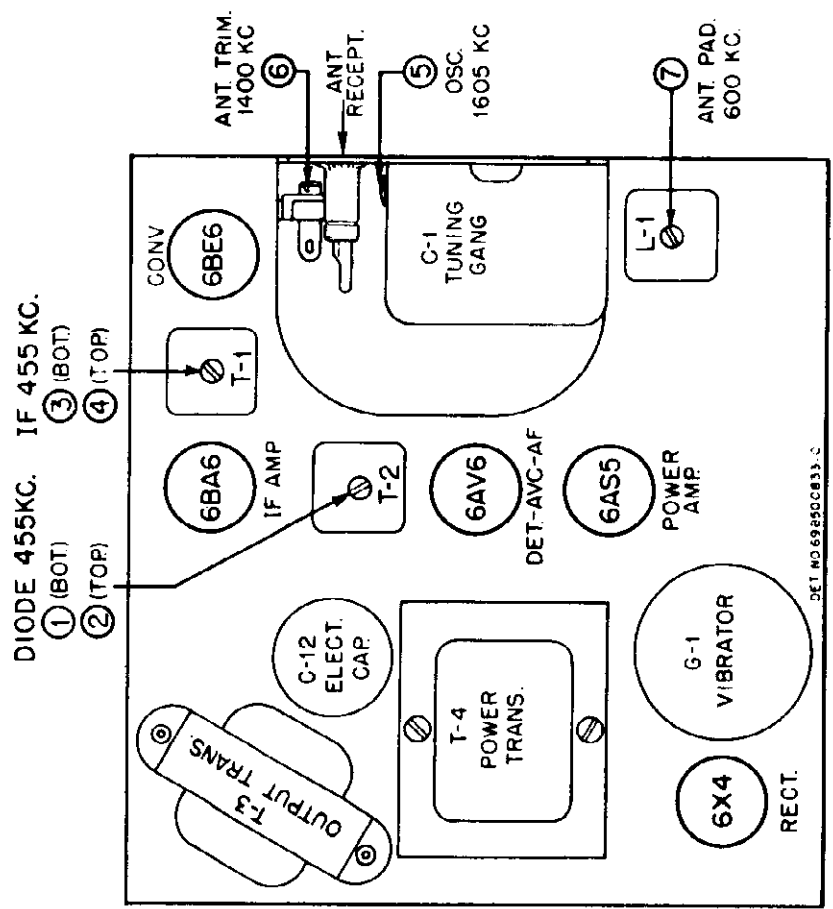 DIODE 455KC.
① (BOT.)
② (TOP.)
IF 455 KC.
③ (BOT.)
④ (TOP.)
ANT. TRIM.
1400 KC
⑥
ANT
RECEPT.
⑤
OSC.
1605 KC
⑦
ANT. PAD.
600 KC.
CONV
6BE6
T-1
6BA6
IF AMP
T-2
C-1
TUNING
GANG
L-1
6AV6
DET.-AVC-AF
6AS5
POWER
AMP.
C-12
ELECT.
CAP.
T-3
OUTPUT TRANS.
T-4
POWER
TRANS.
G-1
VIBRATOR
6X4
RECT.